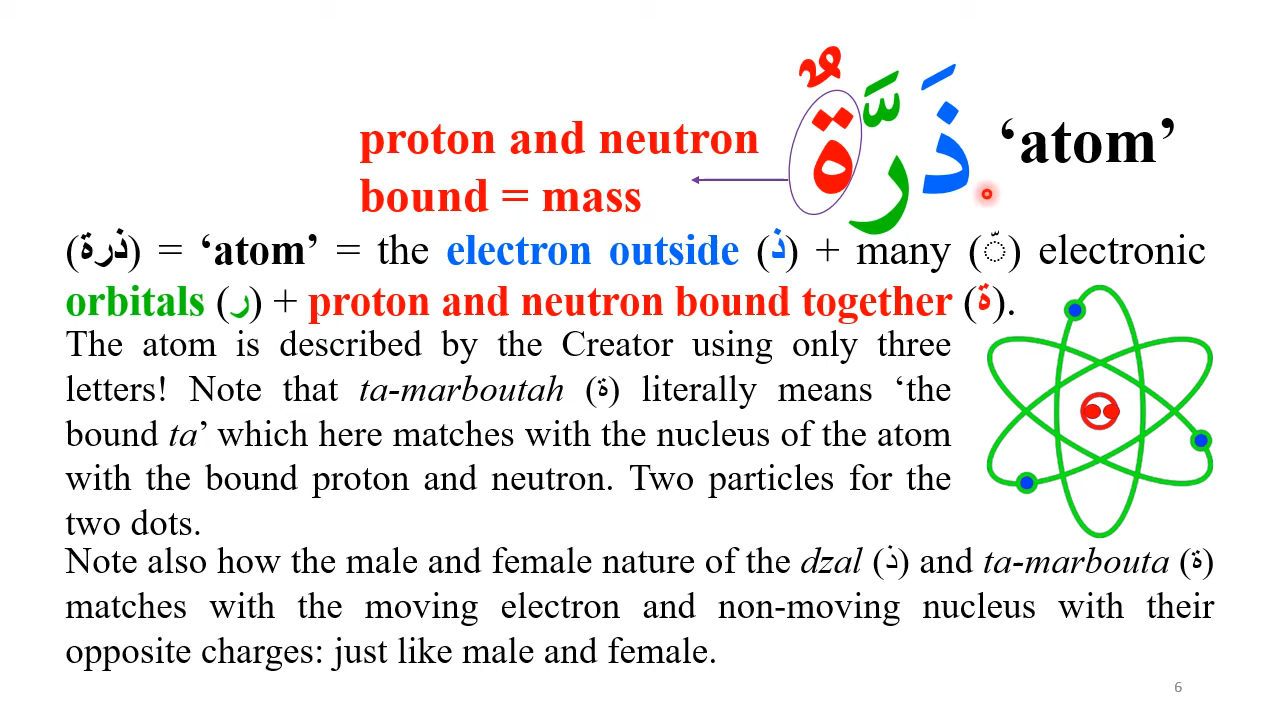 ذَرَّةٌ ‘atom’
proton and neutron
bound = mass
(ذرة) = ‘atom’ = the electron outside (ذ) + many (ّ) electronic
orbitals (ر) + proton and neutron bound together (ة).
The atom is described by the Creator using only three
letters! Note that ta-marboutah (ة) literally means ‘the
bound ta’ which here matches with the nucleus of the atom
with the bound proton and neutron. Two particles for the
two dots.
Note also how the male and female nature of the dzal (ذ) and ta-marbouta (ة)
matches with the moving electron and non-moving nucleus with their
opposite charges: just like male and female.
6